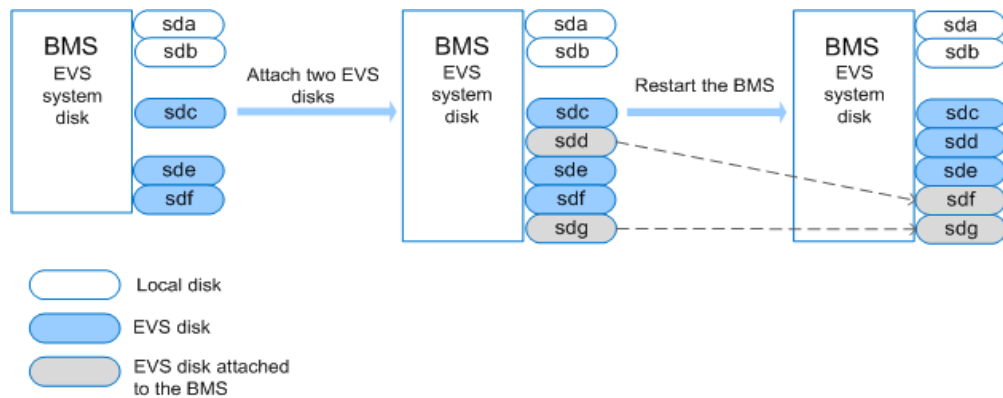 BMS
EVS
system
disk
sda
sdb
sdc
sde
sdf
Attach two EVS
disks
BMS
EVS
system
disk
sda
sdb
sdc
sdd
sde
sdf
sdg
Restart the BMS
BMS
EVS
system
disk
sda
sdb
sdc
sdd
sde
sdf
sdg
Local disk
EVS disk
EVS disk attached
to the BMS